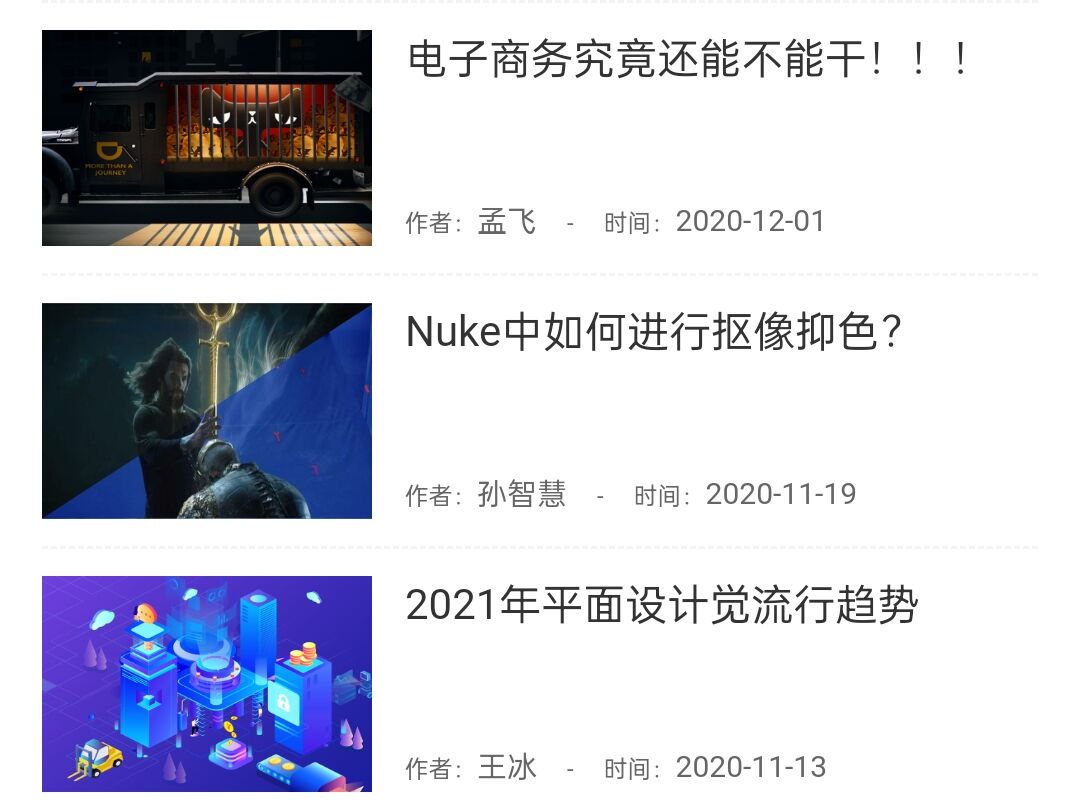 电子商务究竟还能不能干！！！
MORE THAN A
JOURNEY
作者：孟飞 - 时间：2020-12-01
Nuke中如何进行抠像抑色？
作者：孙智慧 - 时间：2020-11-19
2021年平面设计觉流行趋势
作者：王冰 - 时间：2020-11-13